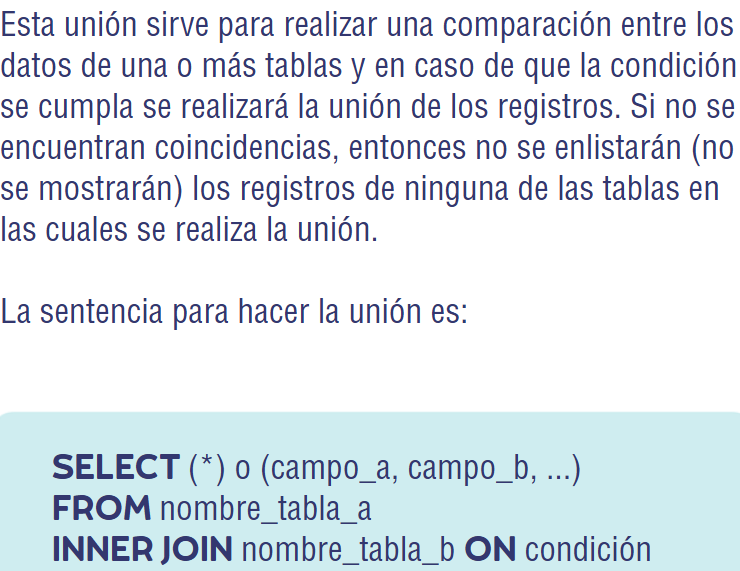 Esta unión sirve para realizar una comparación entre los
datos de una o más tablas y en caso de que la condición
se cumpla se realizará la unión de los registros. Si no se
encuentran coincidencias, entonces no se enlistarán (no
se mostrarán) los registros de ninguna de las tablas en
las cuales se realiza la unión.
La sentencia para hacer la unión es:
SELECT (*) o (campo_a, campo_b, ...)
FROM nombre_tabla_a
INNER JOIN nombre_tabla_b ON condición